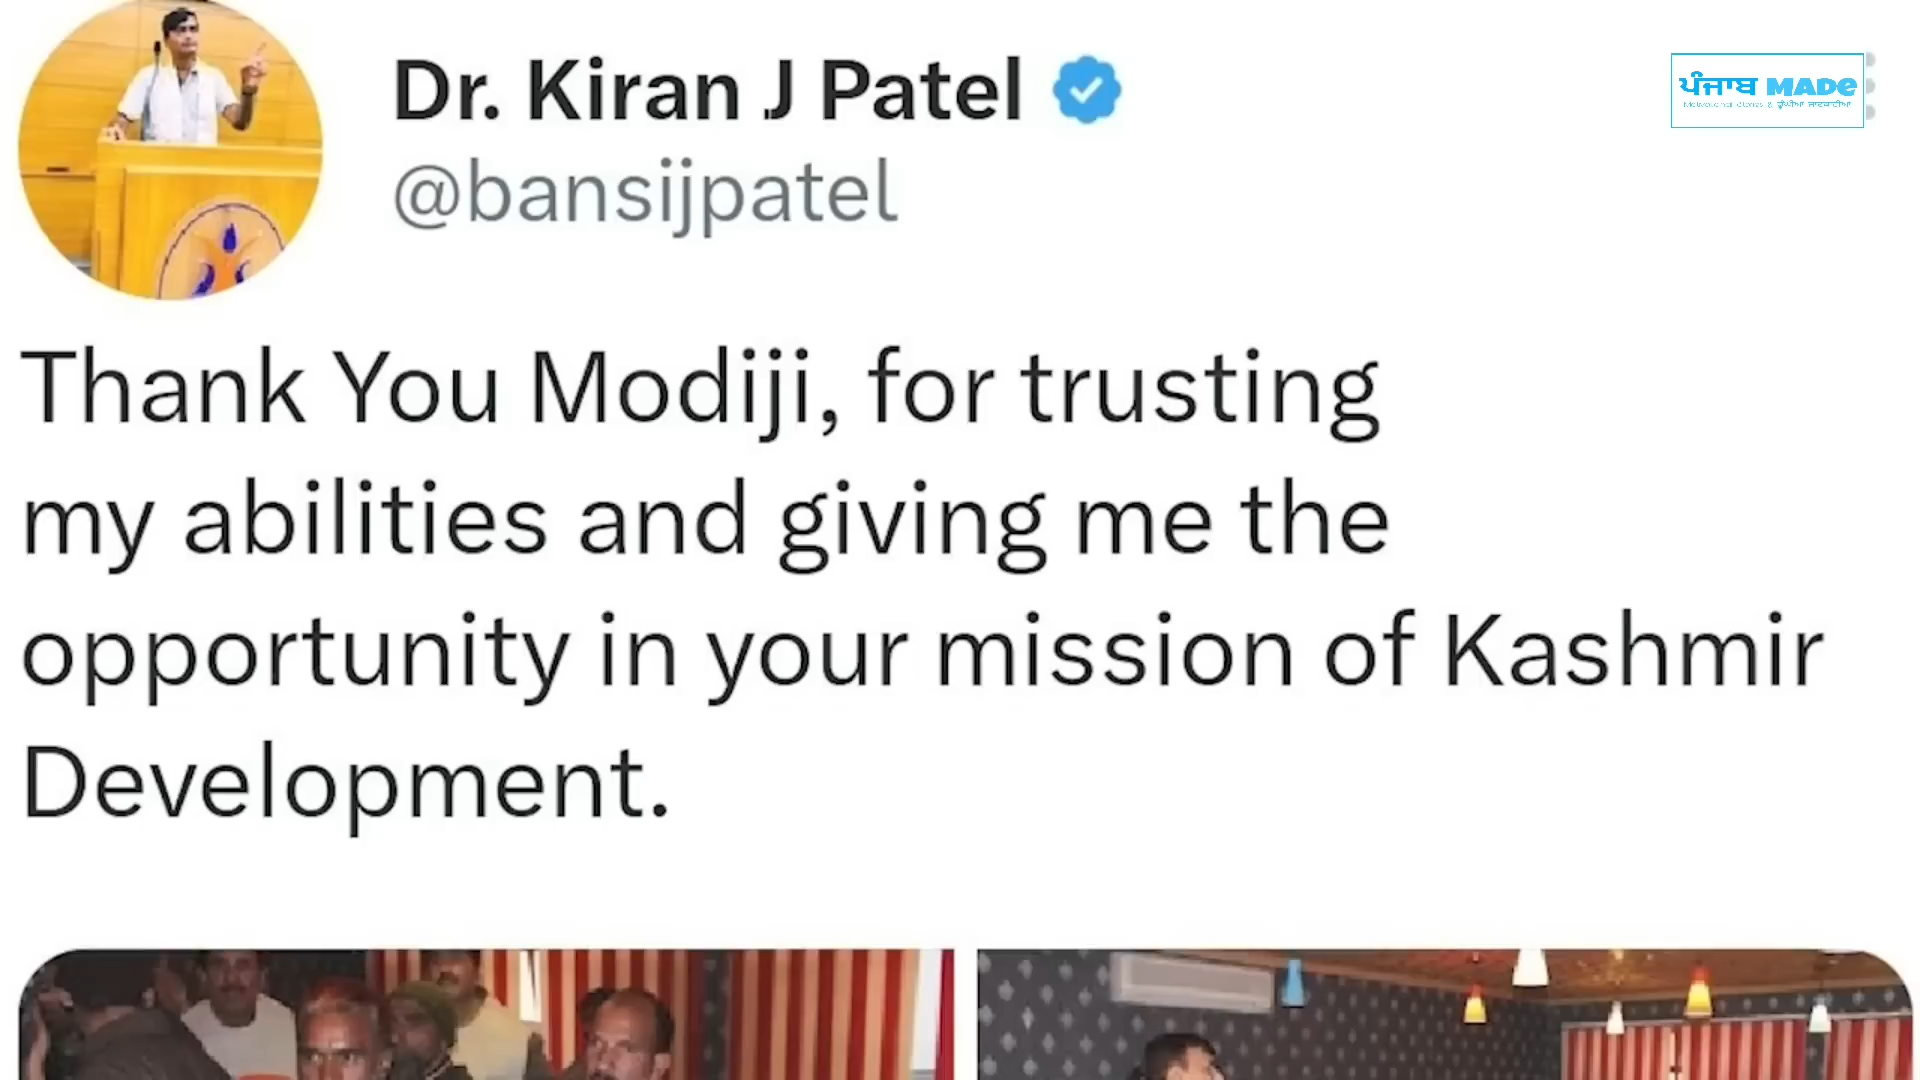 Dr. Kiran J Patel
@bansijpatel
ਪੰਜਾਬ MADE
Thank You Modiji, for trusting
my abilities and giving me the
opportunity in your mission of Kashmir
Development.